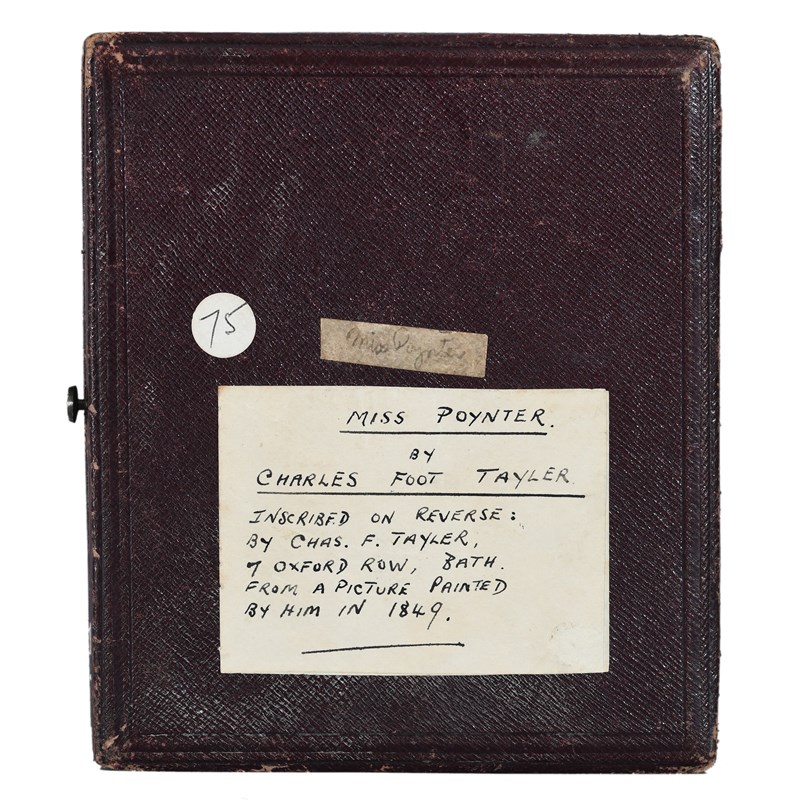 75
Miss Poynter
MISS POYNTER.
BY
CHARLES FOOT TAYLER
INSCRIBED ON REVERSE:
BY CHAS. F. TAYLER,
7 OXFORD ROW, BATH.
FROM A PICTURE PAINTED
BY HIM IN 1849.